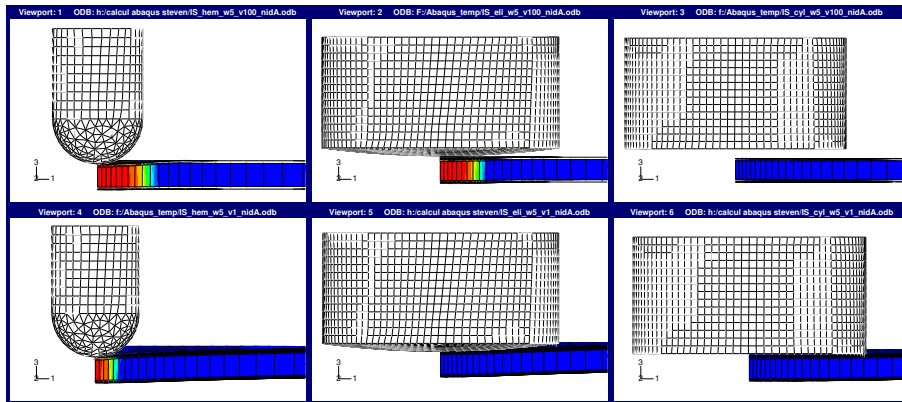 Viewport: 1 ODB: h:/calcul abaqus steven/IS_hem_w5_v100_nidA.odb
Viewport: 2 ODB: F:/Abaqus_temp/IS_eli_w5_v100_nidA.odb
Viewport: 3 ODB: f:/Abaqus_temp/IS_cyl_w5_v100_nidA.odb
3
2 1
3
2 1
3
2 1
Viewport: 4 ODB: f:/Abaqus_temp/IS_hem_w5_v1_nidA.odb
Viewport: 5 ODB: h:/calcul abaqus steven/IS_eli_w5_v1_nidA.odb
Viewport: 6 ODB: h:/calcul abaqus steven/IS_cyl_w5_v1_nidA.odb
3
2 1
3
2 1
3
2 1